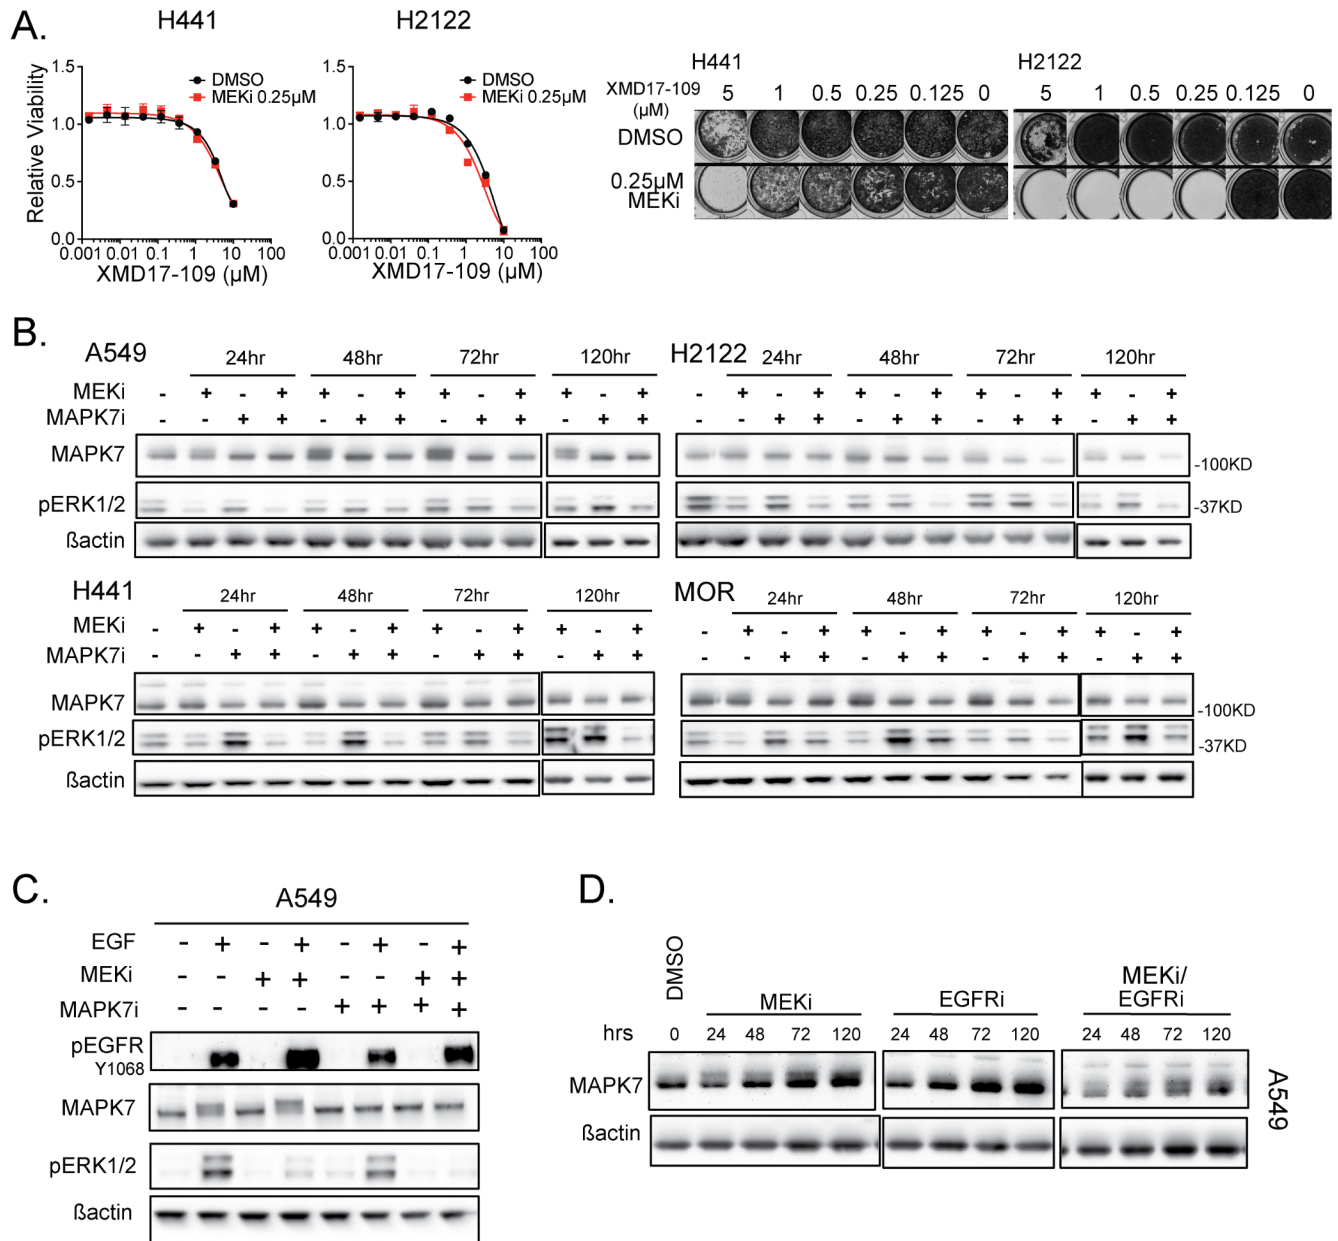 A.
H441
H2122
Relative Viability
1.5
1.0
0.5
0.0
DMSO
MEKi 0.25µM
0.001 0.01 0.1 1 10 100
XMD17-109 (µM)
1.5
1.0
0.5
0.0
DMSO
MEKi 0.25µM
0.001 0.01 0.1 1 10 100
XMD17-109 (µM)
H441
H2122
XMD17-109
(µM)
5 1 0.5 0.25 0.125 0
5 1 0.5 0.25 0.125 0
DMSO
0.25µM
MEKi
B.
A549
24hr 48hr 72hr 120hr
MEKi - + - + + - + + - + + - +
MAPK7i - - + + - + + - + + - + +
MAPK7
pERK1/2
ßactin
H2122
24hr 48hr 72hr 120hr
- + - + + - + + - + + - +
- - + + - + + - + + - + +
-100KD
-37KD
H441
24hr 48hr 72hr 120hr
MEKi - + - + + - + + - + + - +
MAPK7i - - + + - + + - + + - + +
MAPK7
pERK1/2
ßactin
MOR
24hr 48hr 72hr 120hr
- + - + + - + + - + + - +
- - + + - + + - + + - + +
-100KD
-37KD
C.
A549
EGF - + - + - + - +
MEKi - - + + - - + +
MAPK7i - - - - + + + +
pEGFR
Y1068
MAPK7
pERK1/2
ßactin
D.
DMSO
MEKi
EGFRi
MEKi/
EGFRi
hrs 0 24 48 72 120 24 48 72 120 24 48 72 120
MAPK7
ßactin
A549